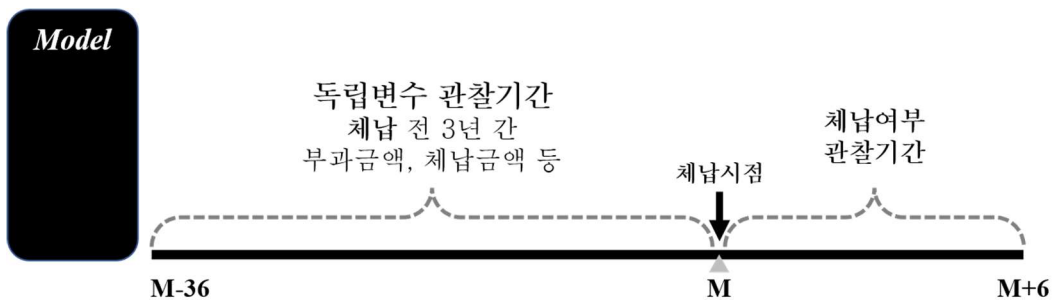 Model
독립변수 관찰기간
체납 전 3년 간
부과금액, 체납금액 등
체납시점
체납여부
관찰기간
M-36
M
M+6